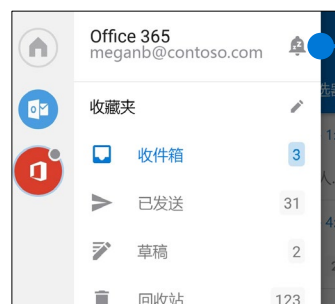 Office 365
meganb@contoso.com
收藏夹
收件箱 3
已发送 31
草稿 2
回收站 123